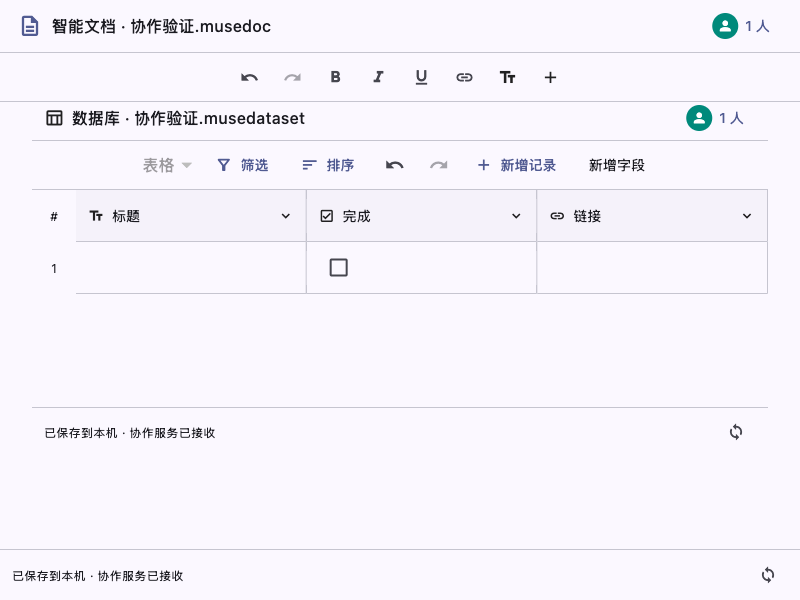 智能文档 · 协作验证.musedoc 1 人
B I U Tr
数据库 · 协作验证.musedataset 1 人
表格 筛选 排序 新增记录 新增字段
# Tr 标题 完成 链接
1
已保存到本机 · 协作服务已接收
已保存到本机 · 协作服务已接收